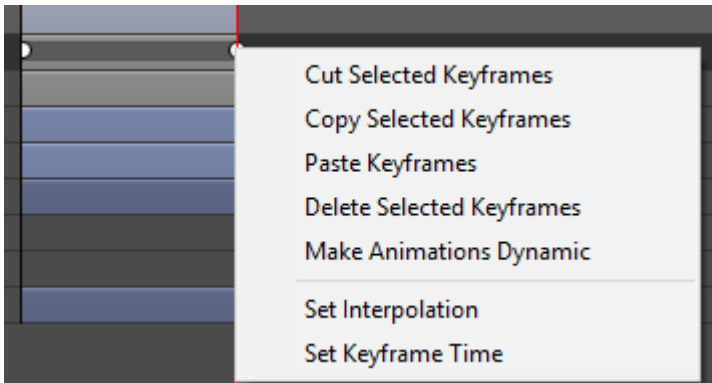 Cut Selected Keyframes
Copy Selected Keyframes
Paste Keyframes
Delete Selected Keyframes
Make Animations Dynamic
Set Interpolation
Set Keyframe Time